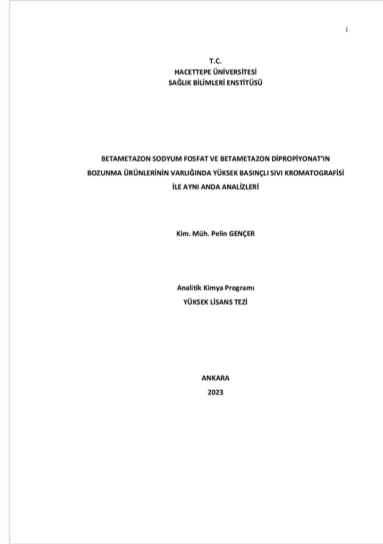 i
T.C.
HACETTEPE ÜNİVERSİTESİ
SAĞLIK BİLİMLERİ ENSTİTÜSÜ
BETAMETAZON SODYUM FOSFAT VE BETAMETAZON DİPROPİYONAT'IN
BOZUNMA ÜRÜNLERİNİN VARLIĞINDA YÜKSEK BASINÇLI SIVI KROMATOGRAFİSİ
İLE AYNI ANDA ANALİZLERİ
Kim. Müh. Pelin GENÇER
Analitik Kimya Programı
YÜKSEK LİSANS TEZİ
ANKARA
2023